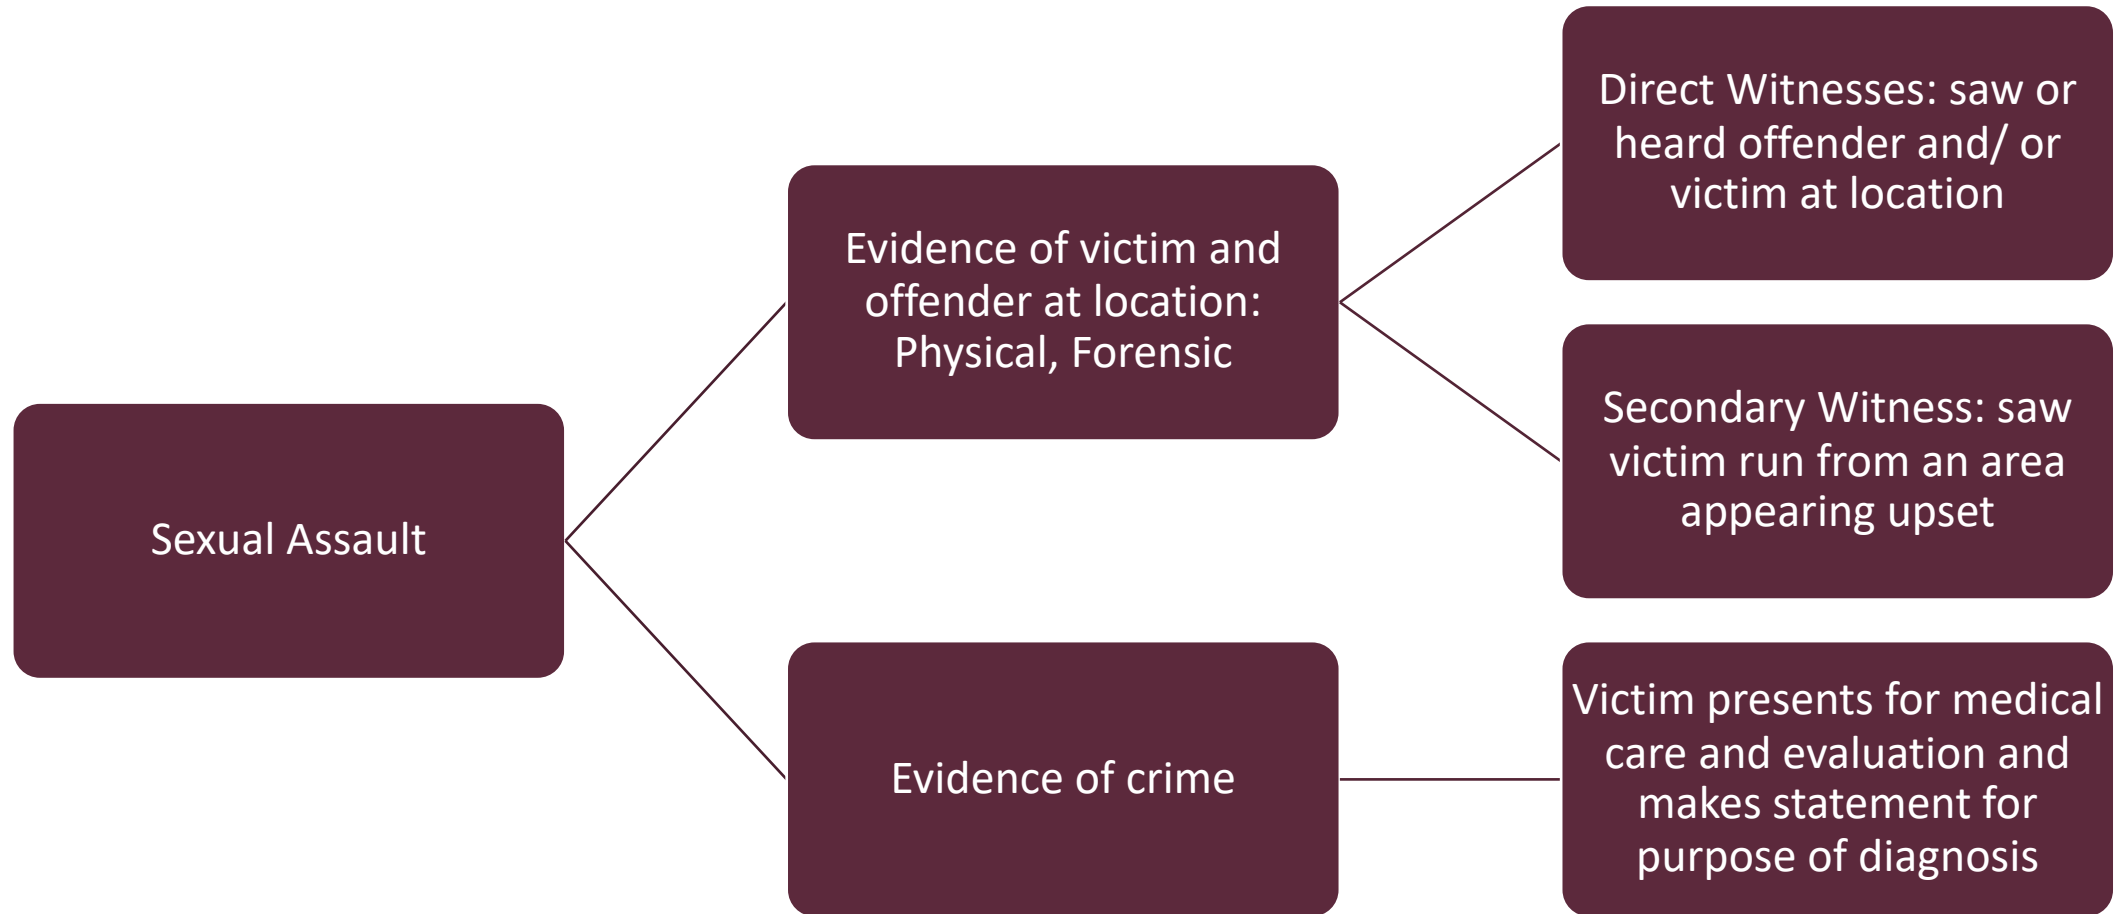 Sexual Assault
Evidence of victim and
offender at location:
Physical, Forensic
Evidence of crime
Direct Witnesses: saw or
heard offender and/ or
victim at location
Secondary Witness: saw
victim run from an area
appearing upset
Victim presents for medical
care and evaluation and
makes statement for
purpose of diagnosis